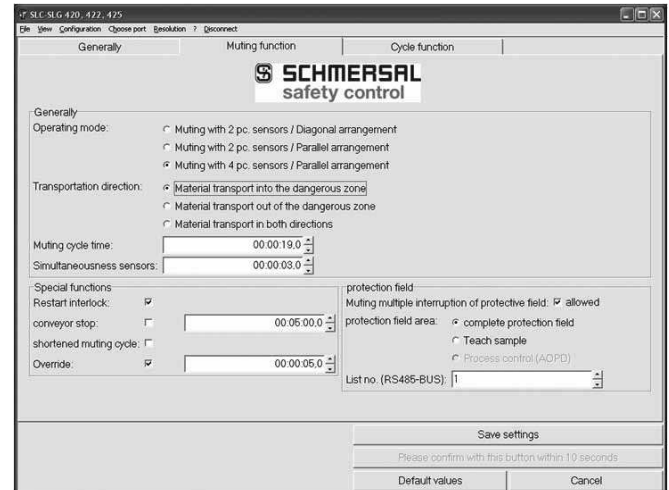 SLC-SLG 420, 422, 425
File View Configuration Choose port Resolution ? Disconnect
Generally Muting function Cycle function
SCHMERSAL
safety control
Generally
Operating mode: Muting with 2 pc. sensors / Diagonal arrangement
Muting with 2 pc. sensors / Parallel arrangement
Muting with 4 pc. sensors / Parallel arrangement
Transportation direction: Material transport into the dangerous zone
Material transport out of the dangerous zone
Material transport in both directions
Muting cycle time: 00:00:19,0
Simultaneousness sensors: 00:00:03,0
Special functions
Restart interlock:
conveyor stop: 00:05:00,0
shortened muting cycle:
Override: 00:00:05,0
protection field
Muting multiple interruption of protective field: allowed
protection field area: complete protection field
Teach sample
Process control (AOPD)
List no. (RS485-BUS): 1
Save settings
Please confirm with this button within 10 seconds
Default values Cancel